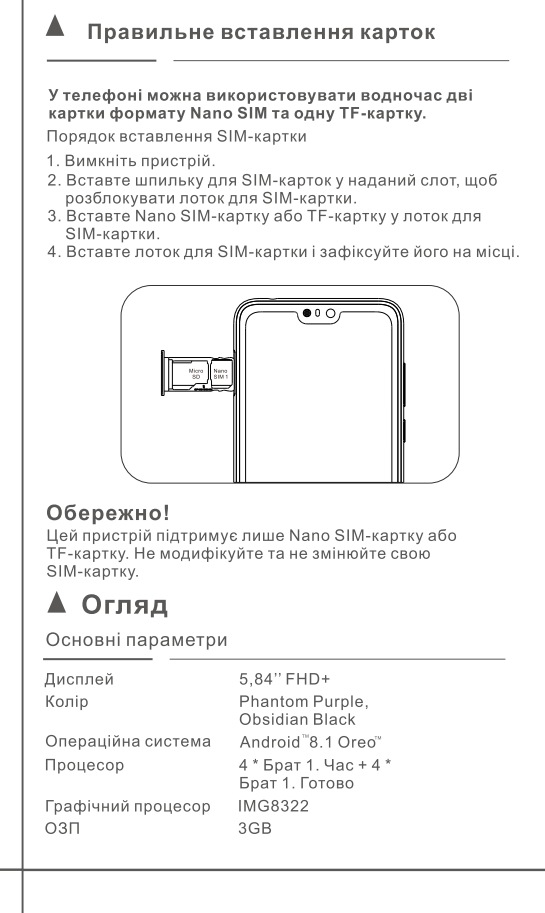 Правильне вставлення карток
У телефоні можна використовувати водночас дві
картки формату Nano SIM та одну TF-картку.
Порядок вставлення SIM-картки
1. Вимкніть пристрій.
2. Вставте шпильку для SIM-карток у наданий слот, щоб
розблокувати лоток для SIM-картки.
3. Вставте Nano SIM-картку або TF-картку у лоток для
SIM-картки.
4. Вставте лоток для SIM-картки і зафіксуйте його на місці.
Micro
SD
Nano
SIM 1
Обережно!
Цей пристрій підтримує лише Nano SIM-картку або
TF-картку. Не модифікуйте та не змінюйте свою
SIM-картку.
Огляд
Основні параметри
Дисплей 5,84’’ FHD+
Колір Phantom Purple,
Obsidian Black
Операційна система Android™8.1 Oreo™
Процесор 4 * Брат 1. Час + 4 *
Брат 1. Готово
Графічний процесор IMG8322
ОЗП 3GB